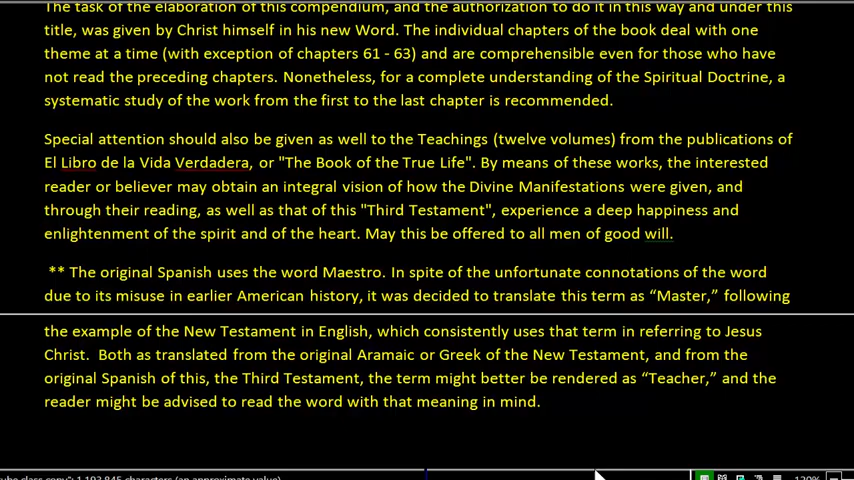 The task of the elaboration of this compendium, and the authorization to do it in this way and under this
title, was given by Christ himself in his new Word. The individual chapters of the book deal with one
theme at a time (with exception of chapters 61 - 63) and are comprehensible even for those who have
not read the preceding chapters. Nonetheless, for a complete understanding of the Spiritual Doctrine, a
systematic study of the work from the first to the last chapter is recommended.
Special attention should also be given as well to the Teachings (twelve volumes) from the publications of
El Libro de la Vida Verdadera, or "The Book of the True Life". By means of these works, the interested
reader or believer may obtain an integral vision of how the Divine Manifestations were given, and
through their reading, as well as that of this "Third Testament", experience a deep happiness and
enlightenment of the spirit and of the heart. May this be offered to all men of good will.
** The original Spanish uses the word Maestro. In spite of the unfortunate connotations of the word
due to its misuse in earlier American history, it was decided to translate this term as “Master,” following
the example of the New Testament in English, which consistently uses that term in referring to Jesus
Christ. Both as translated from the original Aramaic or Greek of the New Testament, and from the
original Spanish of this, the Third Testament, the term might better be rendered as “Teacher,” and the
reader might be advised to read the word with that meaning in mind.
class copy": 1,193,845 characters (an approximate value)
120%